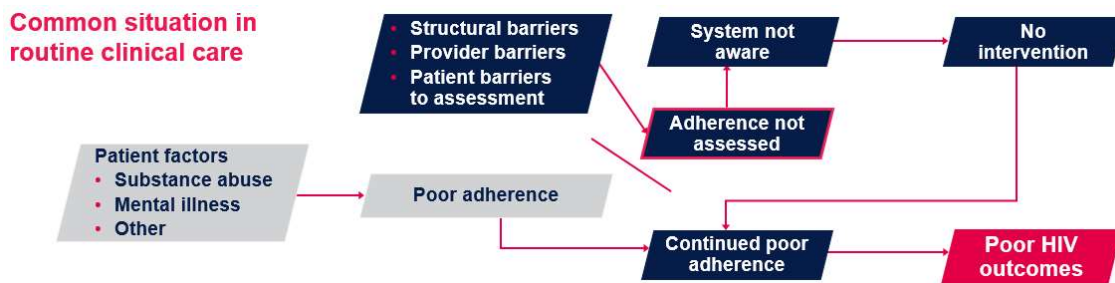 Common situation in
routine clinical care
• Structural barriers
• Provider barriers
• Patient barriers
to assessment
System not
aware
No
intervention
Adherence not
assessed
Patient factors
• Substance abuse
• Mental illness
• Other
Poor adherence
Continued poor
adherence
Poor HIV
outcomes